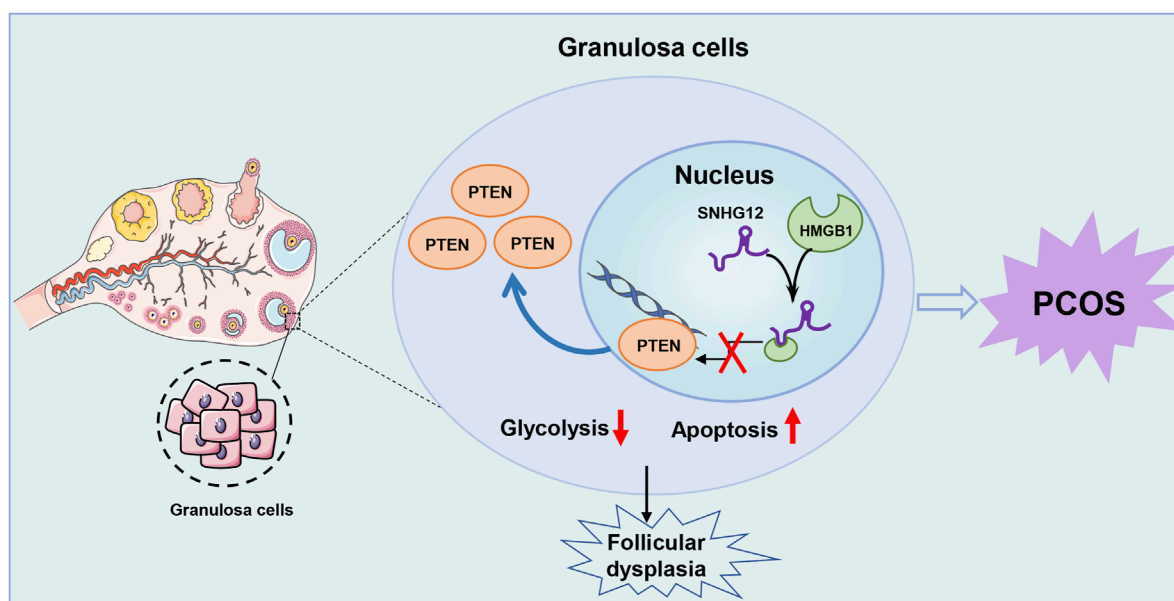 Granulosa cells
Nucleus
SNHG12
HMGB1
PTEN
PTEN
PTEN
PTEN
PCOS
Glycolysis
Apoptosis
Granulosa cells
Follicular
dysplasia